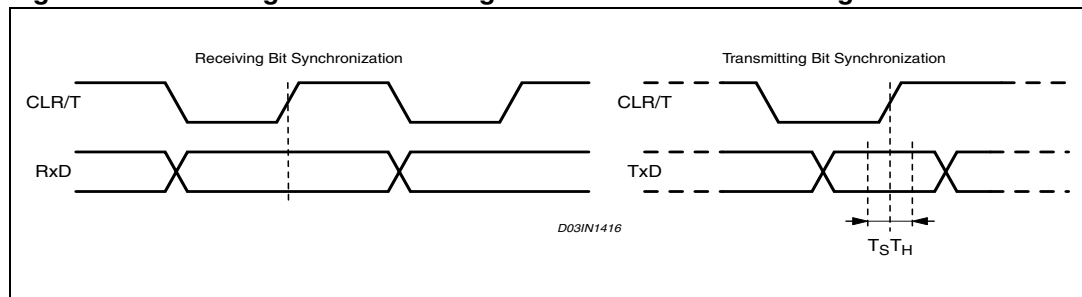 Receiving Bit Synchronization
Transmitting Bit Synchronization
CLR/T
CLR/T
RxD
TxD
D03IN1416
TSTH